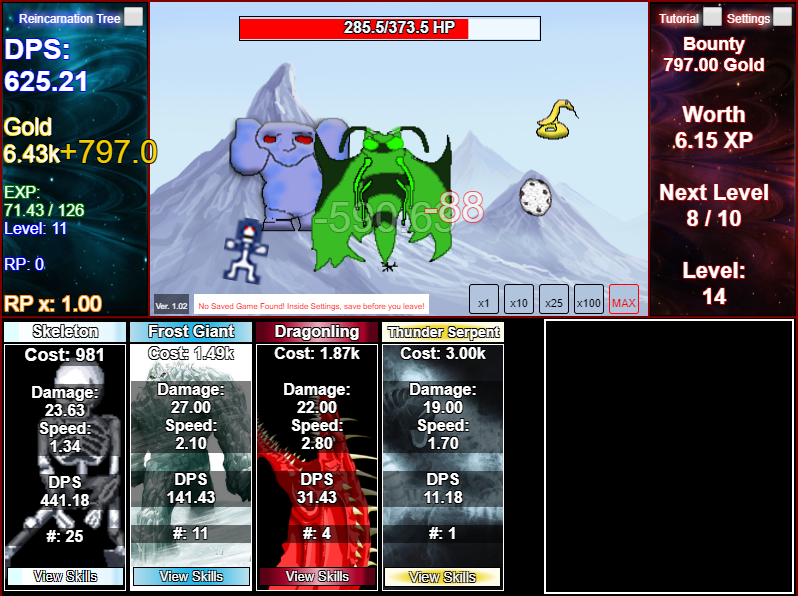 Reincarnation Tree
DPS:
625.21
Gold
6.43k+797.0
EXP:
71.43 / 126
Level: 11
RP: 0
RP x: 1.00
285.5/373.5 HP
-88
Ver. 1.02
No Saved Game Found! Inside Settings, save before you leave!
x1
x10
x25
x100
MAX
Tutorial
Settings
Bounty
797.00 Gold
Worth
6.15 XP
Next Level
8 / 10
Level:
14
Skeleton
Cost: 981
Damage:
23.63
Speed:
1.34
DPS
441.18
#: 25
View Skills
Frost Giant
Cost: 1.49k
Damage:
27.00
Speed:
2.10
DPS
141.43
#: 11
View Skills
Dragonling
Cost: 1.87k
Damage:
22.00
Speed:
2.80
DPS
31.43
#: 4
View Skills
Thunder Serpent
Cost: 3.00k
Damage:
19.00
Speed:
1.70
DPS
11.18
#: 1
View Skills